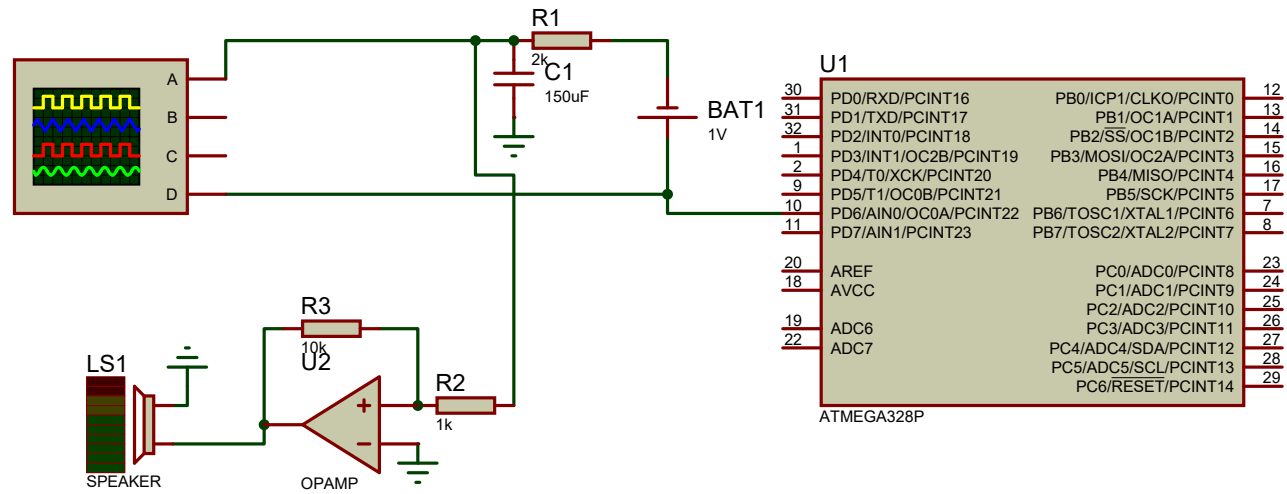 A
B
C
D
R1
2k
C1
150uF
BAT1
1V
U1
30 PD0/RXD/PCINT16 PB0/ICP1/CLKO/PCINT0 12
31 PD1/TXD/PCINT17 PB1/OC1A/PCINT1 13
32 PD2/INT0/PCINT18 PB2/SS/OC1B/PCINT2 14
1 PD3/INT1/OC2B/PCINT19 PB3/MOSI/OC2A/PCINT3 15
2 PD4/T0/XCK/PCINT20 PB4/MISO/PCINT4 16
9 PD5/T1/OC0B/PCINT21 PB5/SCK/PCINT5 17
10 PD6/AIN0/OC0A/PCINT22 PB6/TOSC1/XTAL1/PCINT6 7
11 PD7/AIN1/PCINT23 PB7/TOSC2/XTAL2/PCINT7 8
20 AREF PC0/ADC0/PCINT8 23
18 AVCC PC1/ADC1/PCINT9 24
PC2/ADC2/PCINT10 25
19 ADC6 PC3/ADC3/PCINT11 26
22 ADC7 PC4/ADC4/SDA/PCINT12 27
PC5/ADC5/SCL/PCINT13 28
PC6/RESET/PCINT14 29
ATMEGA328P
R3
10k
U2
LS1
R2
1k
SPEAKER
OPAMP